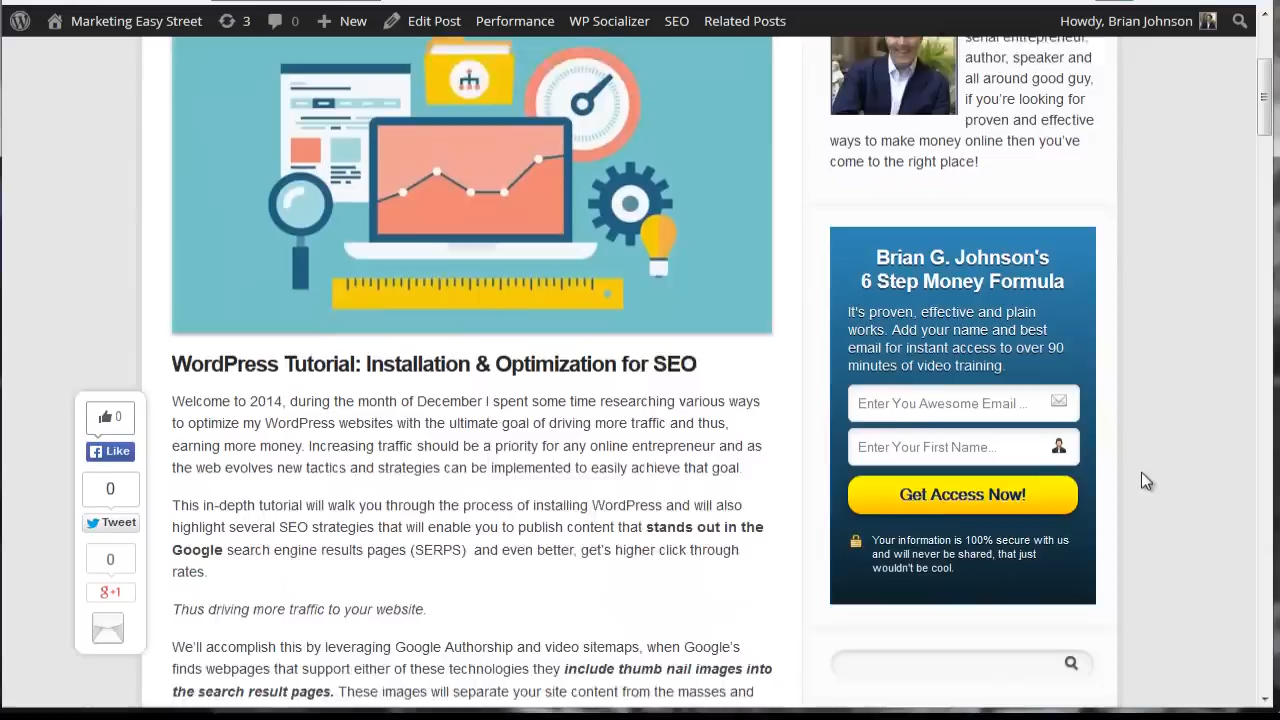 Marketing Easy Street 3 0 New Edit Post Performance WP Socializer SEO Related Posts Howdy, Brian Johnson
serial entrepreneur,
author, speaker and
all around good guy,
if you're looking for
proven and effective
ways to make money online then you've
come to the right place!
WordPress Tutorial: Installation & Optimization for SEO
Welcome to 2014, during the month of December I spent some time researching various ways
to optimize my WordPress websites with the ultimate goal of driving more traffic and thus,
earning more money. Increasing traffic should be a priority for any online entrepreneur and as
the web evolves new tactics and strategies can be implemented to easily achieve that goal.
This in-depth tutorial will walk you through the process of installing WordPress and will also
highlight several SEO strategies that will enable you to publish content that stands out in the
Google search engine results pages (SERPS) and even better, get's higher click through
rates.
Thus driving more traffic to your website.
We'll accomplish this by leveraging Google Authorship and video sitemaps, when Google's
finds webpages that support either of these technologies they include thumb nail images into
the search result pages. These images will separate your site content from the masses and
0
Like
0
Tweet
0
g+1
Brian G. Johnson's
6 Step Money Formula
It's proven, effective and plain
works. Add your name and best
email for instant access to over 90
minutes of video training.
Enter You Awesome Email ...
Enter Your First Name...
Get Access Now!
Your information is 100% secure with us
and will never be shared, that just
wouldn't be cool.